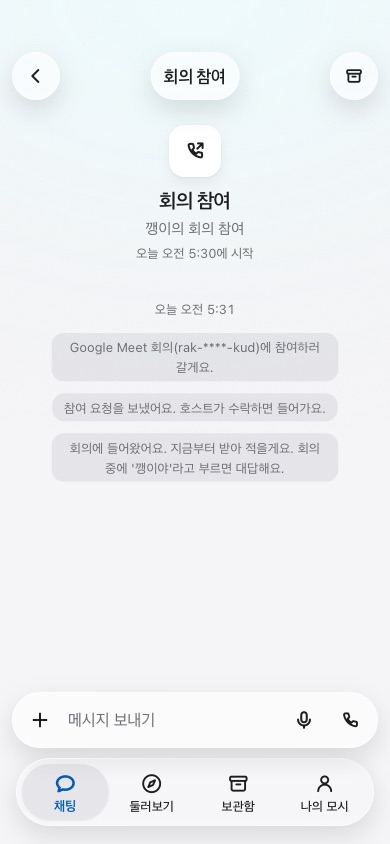 회의 참여
회의 참여
깽이의 회의 참여
오늘 오전 5:30에 시작
오늘 오전 5:31
Google Meet 회의(rak-****-kud)에 참여하러
갈게요.
참여 요청을 보냈어요. 호스트가 수락하면 들어가요.
회의에 들어왔어요. 지금부터 받아 적을게요. 회의
중에 '깽이야'라고 부르면 대답해요.
메시지 보내기
채팅
둘러보기
보관함
나의 모시